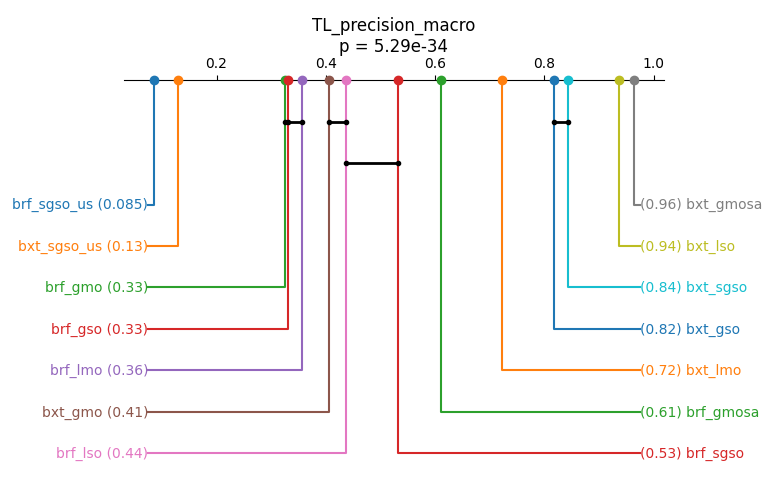 TL_precision_macro
p = 5.29e-34
0.2 0.4 0.6 0.8 1.0
brf_sgso_us (0.085) (0.96) bxt_gmosa
bxt_sgso_us (0.13) (0.94) bxt_lso
brf_gmo (0.33) (0.84) bxt_sgso
brf_gso (0.33) (0.82) bxt_gso
brf_lmo (0.36) (0.72) bxt_lmo
bxt_gmo (0.41) (0.61) brf_gmosa
brf_lso (0.44) (0.53) brf_sgso